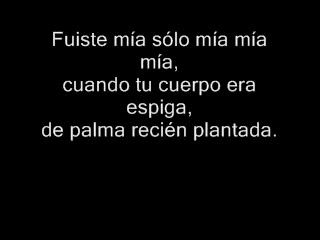 Fuiste mía sólo mía mía
mía,
cuando tu cuerpo era
espiga,
de palma recién plantada.